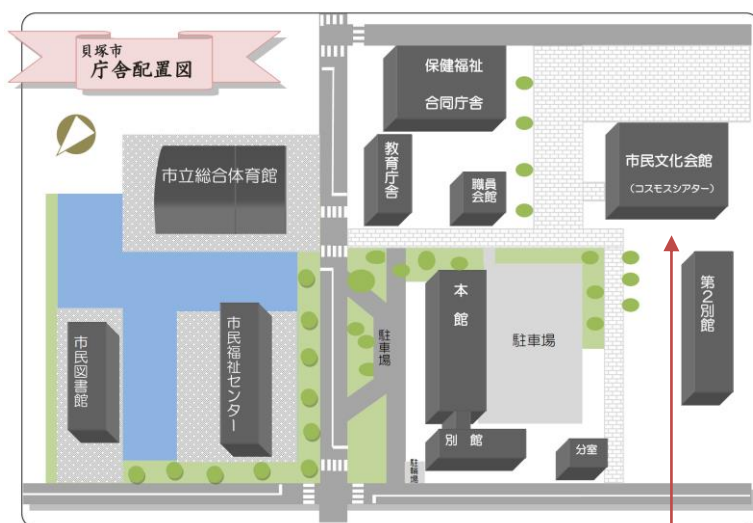 貝塚市
庁舎配置図
保健福祉
合同庁舎
市民文化会館
(コスモスシアター)
教育庁舎
職員
会館
市立総合体育館
第2別館
本館
駐車場
駐車場
市民図書館
市民福祉センター
別館
分室
駐輪場